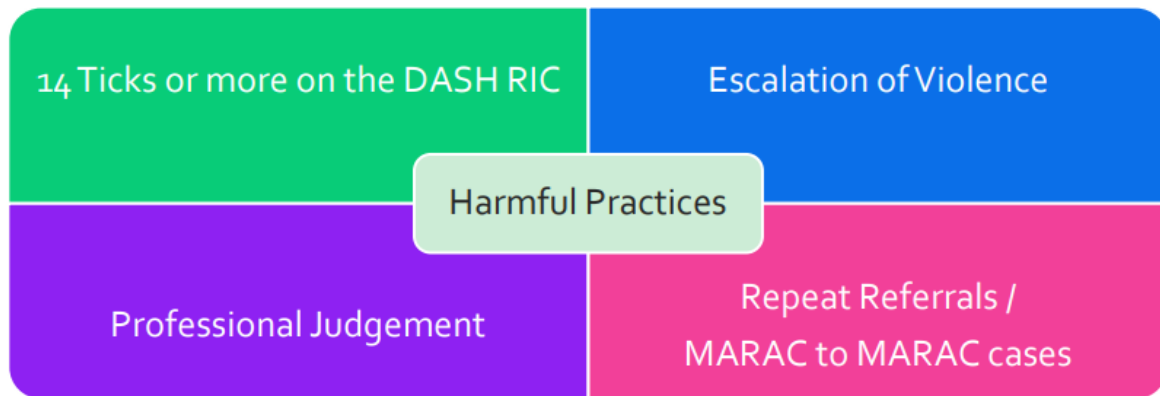 14 Ticks or more on the DASH RIC
Escalation of Violence
Harmful Practices
Professional Judgement
Repeat Referrals /
MARAC to MARAC cases